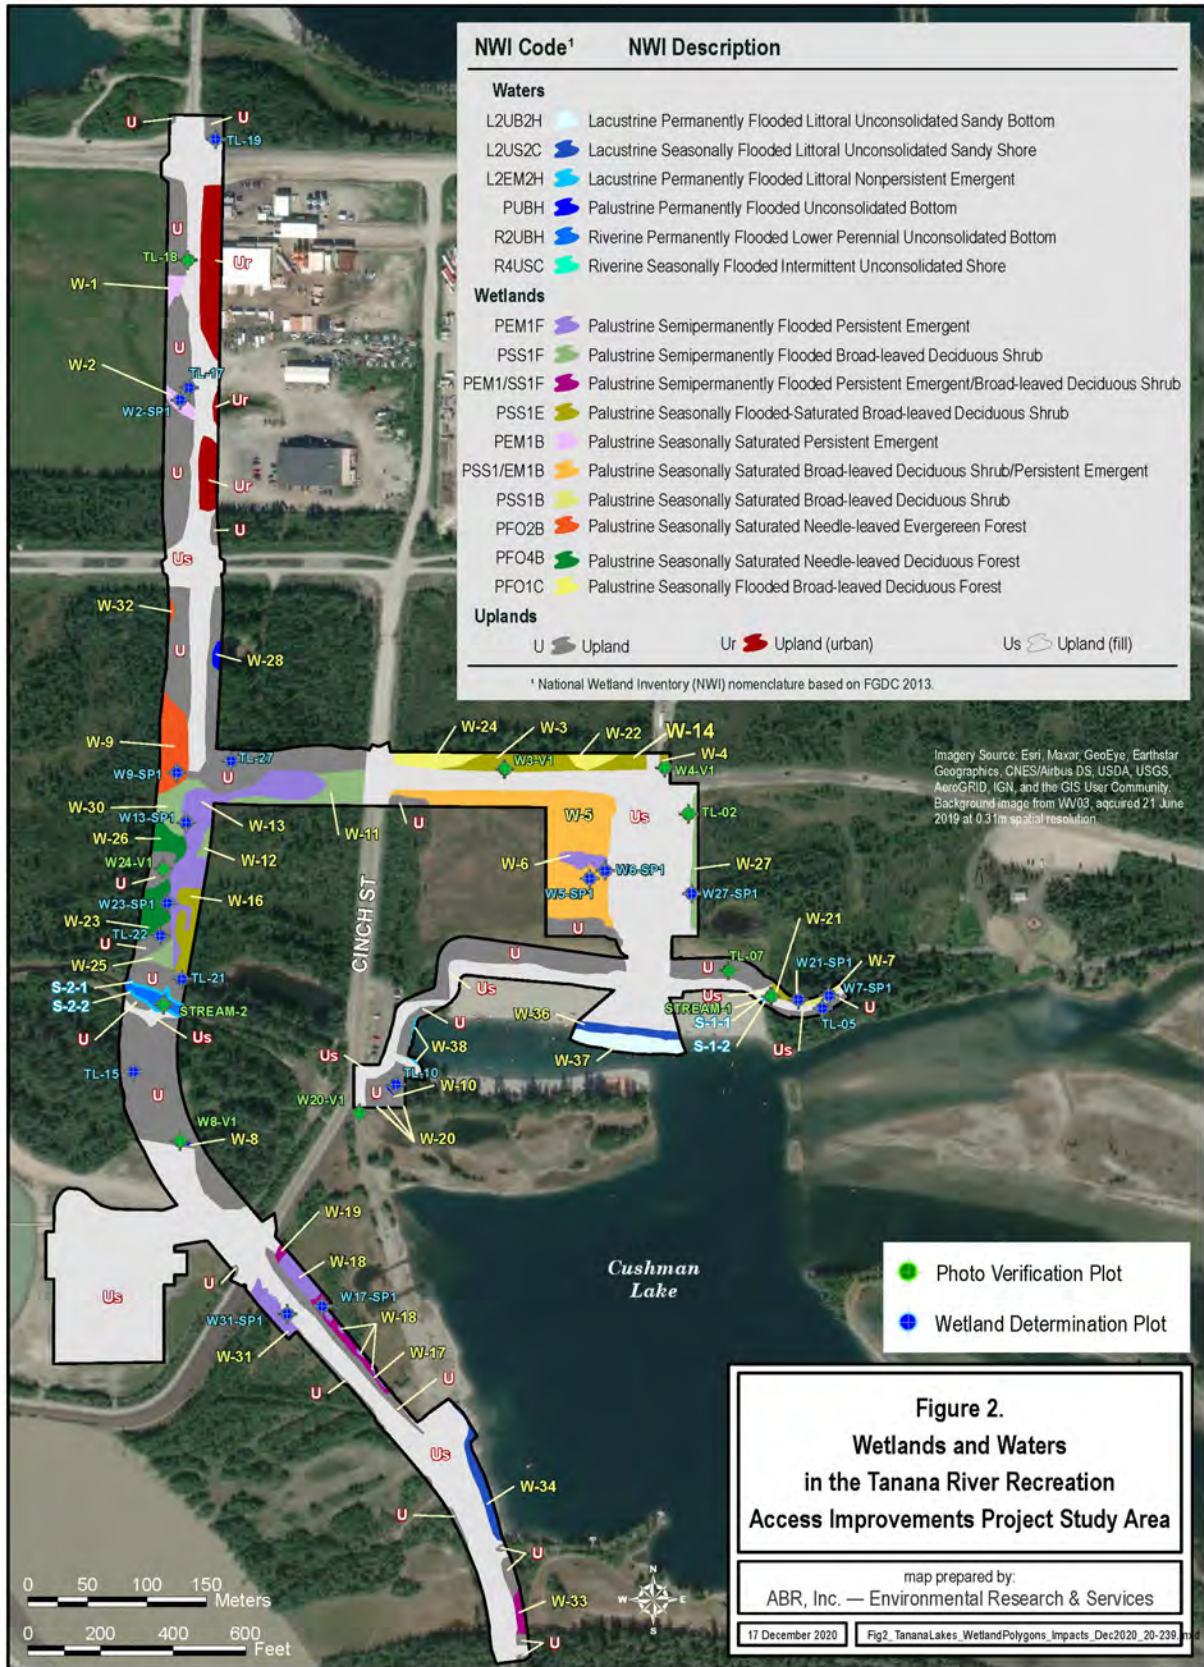 NWI Code¹ NWI Description
Waters
L2UB2H Lacustrine Permanently Flooded Littoral Unconsolidated Sandy Bottom
L2US2C Lacustrine Seasonally Flooded Littoral Unconsolidated Sandy Shore
L2EM2H Lacustrine Permanently Flooded Littoral Nonpersistent Emergent
PUBH Palustrine Permanently Flooded Unconsolidated Bottom
R2UBH Riverine Permanently Flooded Lower Perennial Unconsolidated Bottom
R4USC Riverine Seasonally Flooded Intermittent Unconsolidated Shore
Wetlands
PEM1F Palustrine Semipermanently Flooded Persistent Emergent
PSS1F Palustrine Semipermanently Flooded Broad-leaved Deciduous Shrub
PEM1/SS1F Palustrine Semipermanently Flooded Persistent Emergent/Broad-leaved Deciduous Shrub
PSS1E Palustrine Seasonally Flooded-Saturated Broad-leaved Deciduous Shrub
PEM1B Palustrine Seasonally Saturated Persistent Emergent
PSS1/EM1B Palustrine Seasonally Saturated Broad-leaved Deciduous Shrub/Persistent Emergent
PSS1B Palustrine Seasonally Saturated Broad-leaved Deciduous Shrub
PFO2B Palustrine Seasonally Saturated Needle-leaved Evergereen Forest
PFO4B Palustrine Seasonally Saturated Needle-leaved Deciduous Forest
PFO1C Palustrine Seasonally Flooded Broad-leaved Deciduous Forest
Uplands
U Upland Ur Upland (urban) Us Upland (fill)
¹ National Wetland Inventory (NWI) nomenclature based on FGDC 2013.
U U
TL-19
U
TL-18 Ur
W-1
U
W-2
TL-17
W2-SP1 Ur
U Ur
U
Us
W-32
U W-28
W-24 W-3 W-22 W-14
W-9 W-4
TL-27 W3-V1 W4-V1
W9-SP1 U
Imagery Source: Esri, Maxar, GeoEye, Earthstar
Geographics, CNES/Airbus DS, USDA, USGS,
AeroGRID, IGN, and the GIS User Community.
Background image from WV03, aqcuired 21 June
2019 at 0.31m spatial resolution.
W-30
W13-SP1 W-13 W-11 U W-5 Us TL-02
W-26 W-12
W24-V1 W-6 W6-SP1 W-27
U W5-SP1 W27-SP1
W23-SP1 W-16
W-23
TL-22 U W-21
U
W-25
CINCH ST
U TL-21 U U TL-07
S-2-1 W21-SP1 W-7
S-2-2 Us W7-SP1
STREAM-2 Us STREAM-1 U
U Us U W-36 S-1-1 TL-05
W-38 W-37 S-1-2 Us
Us
TL-15 TL-10
U U W-10
W20-V1
W8-V1 W-20
W-8
W-19
W-18
U
Us W17-SP1
W31-SP1 W-18
W-31 W-17
U U
Us
W-34
U
U
W-33
U
Cushman
Lake
Photo Verification Plot
Wetland Determination Plot
N
W E
S
0 50 100 150
Meters
0 200 400 600
Feet
Figure 2.
Wetlands and Waters
in the Tanana River Recreation
Access Improvements Project Study Area
map prepared by:
ABR, Inc. — Environmental Research & Services
17 December 2020 Fig2_TananaLakes_WetlandPolygons_Impacts_Dec2020_20-239.mxd